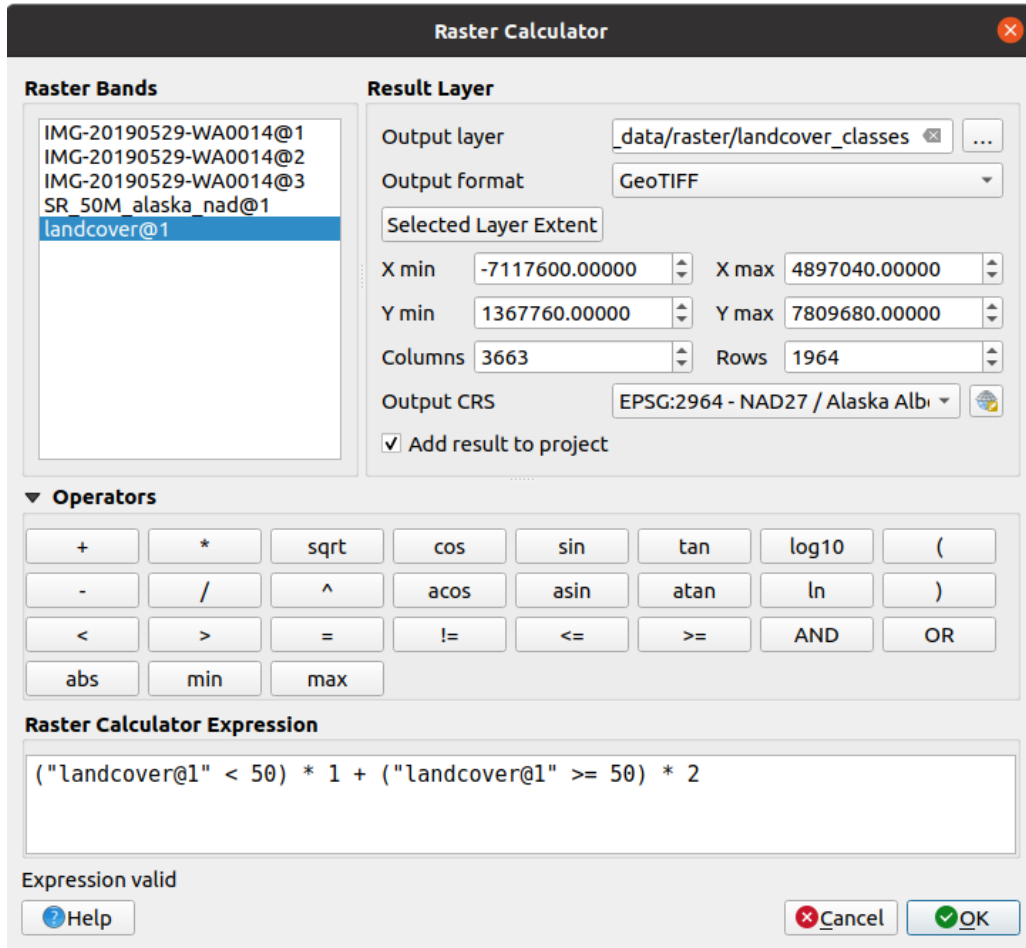 Raster Calculator
Raster Bands
IMG-20190529-WA0014@1
IMG-20190529-WA0014@2
IMG-20190529-WA0014@3
SR_50M_alaska_nad@1
landcover@1
Result Layer
Output layer _data/raster/landcover_classes ...
Output format GeoTIFF
Selected Layer Extent
X min -7117600.00000 X max 4897040.00000
Y min 1367760.00000 Y max 7809680.00000
Columns 3663 Rows 1964
Output CRS EPSG:2964 - NAD27 / Alaska Albe
Add result to project
Operators
+ * sqrt cos sin tan log10 (
- / ^ acos asin atan ln )
< > = != <= >= AND OR
abs min max
Raster Calculator Expression
("landcover@1" < 50) * 1 + ("landcover@1" >= 50) * 2
Expression valid
Help Cancel OK